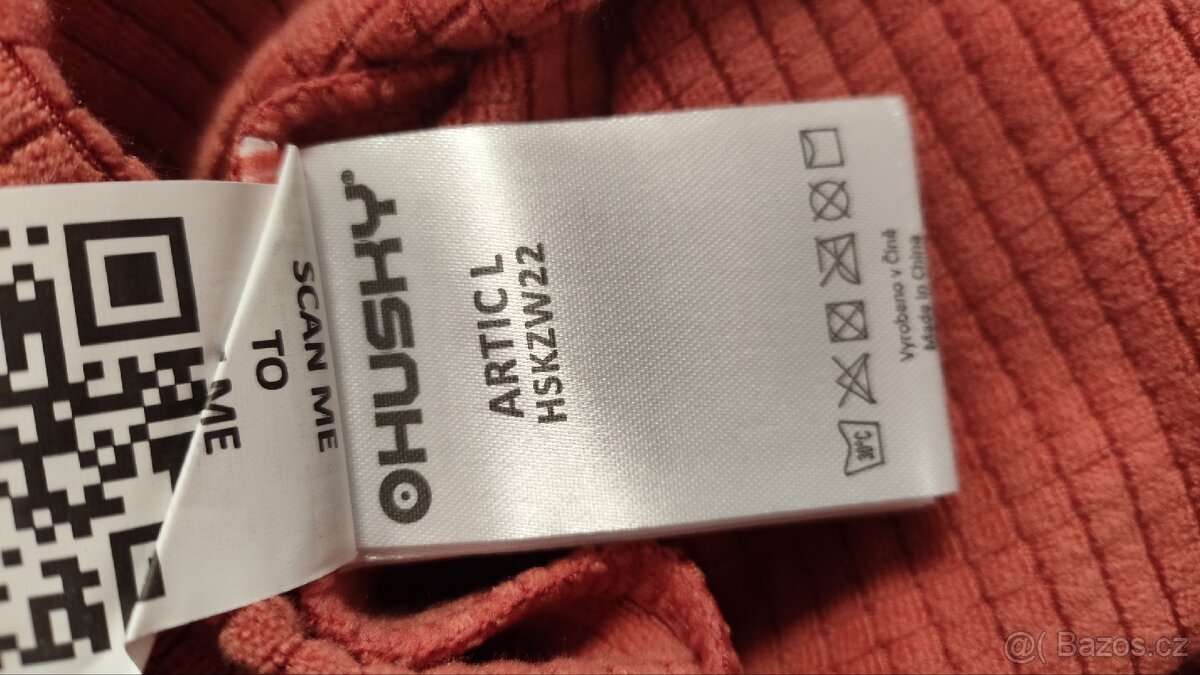 HUSKY
ARTIC L
HSKZW22
30°C
Vyrobeno v Číně
Made in China
SCAN ME
TO
ME
@( Bazos.cz